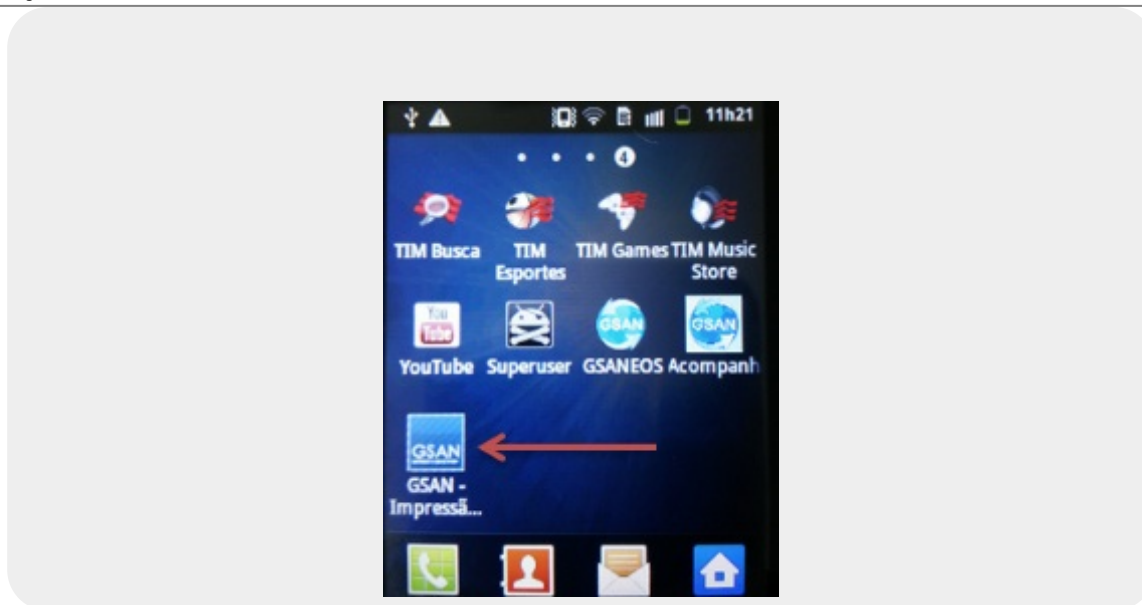 11h21
4
TIM Busca
TIM
Esportes
TIM Games
TIM Music
Store
You
Tube
GSAN
GSAN
YouTube
Superuser
GSANEOS
Acompanh
GSAN
GSAN -
Impressã...